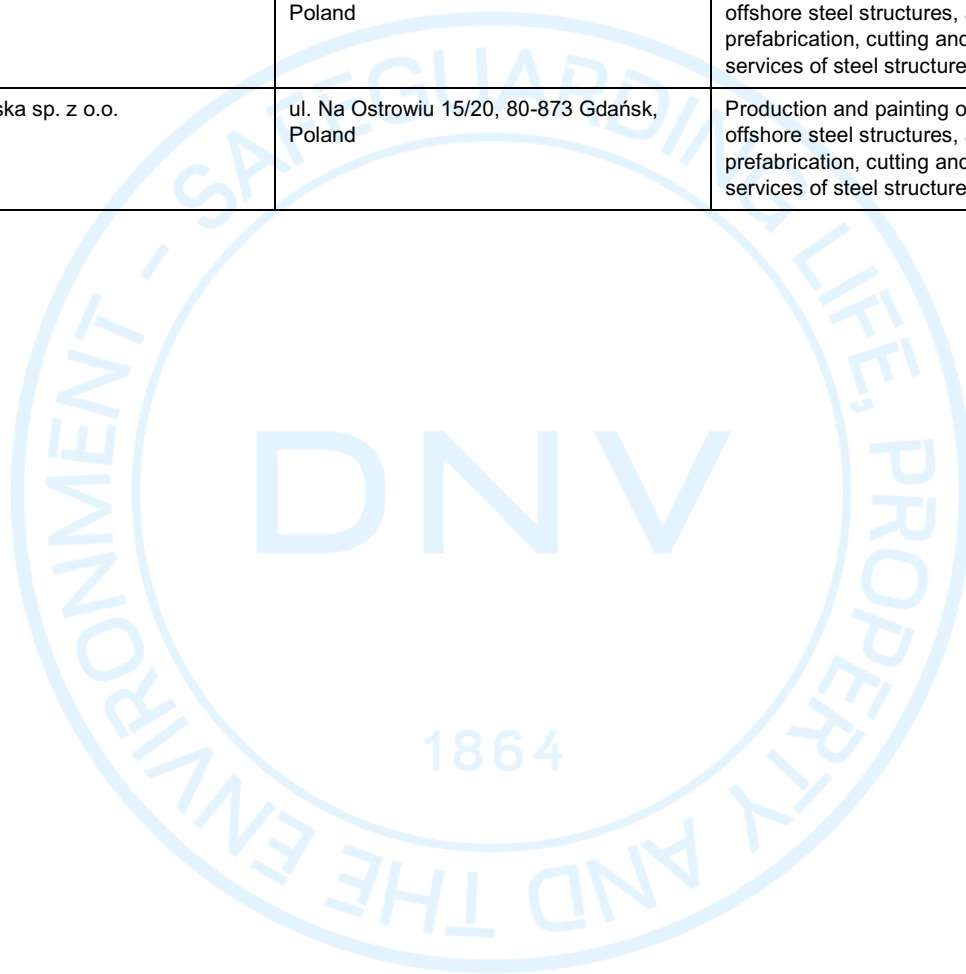 Poland
offshore steel structures,
prefabrication, cutting and
services of steel structure
ska sp. z o.o.
ul. Na Ostrowiu 15/20, 80-873 Gdańsk,
Poland
Production and painting o
offshore steel structures,
prefabrication, cutting and
services of steel structure
SAFEGUARDING LIFE, PROPERTY AND THE ENVIRONMENT -
DNV
1864